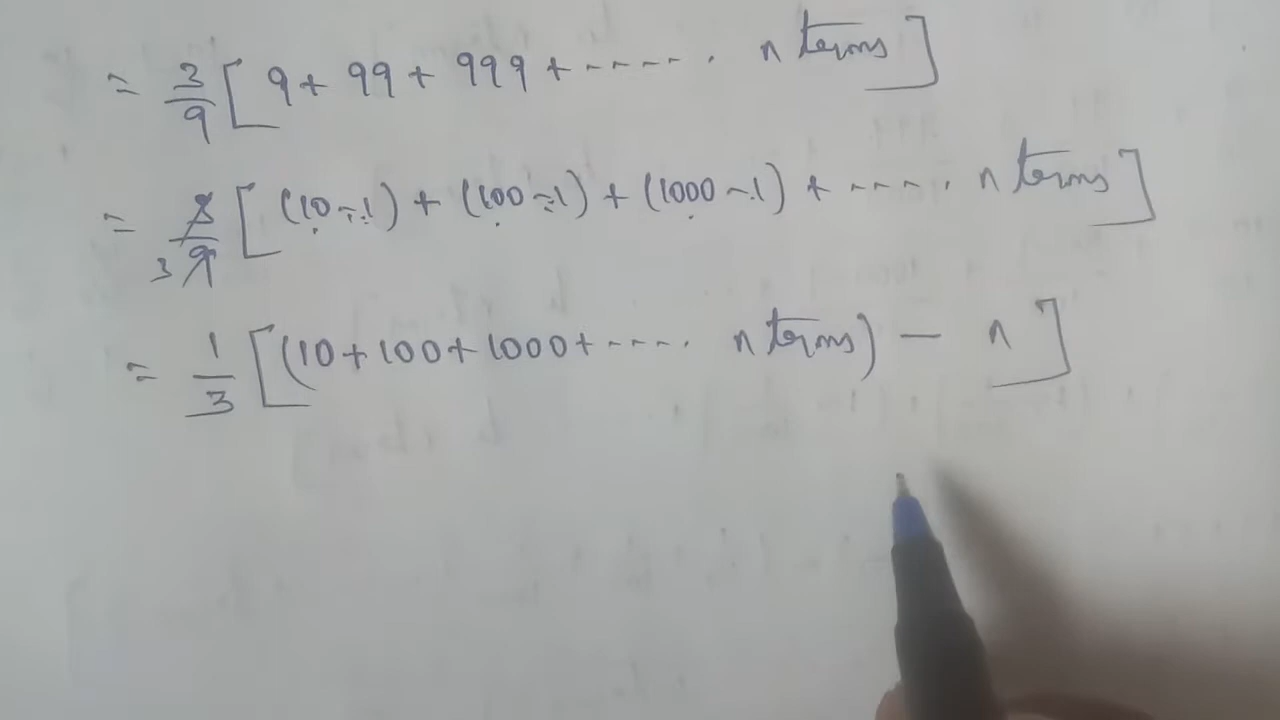 = 3/9 [ 9 + 99 + 999 + ----- . n terms ]
= 3/9 3 [ (10-1) + (100-1) + (1000-1) + ----. n terms ]
= 1/3 [ (10+100+1000+----. n terms) - n ]